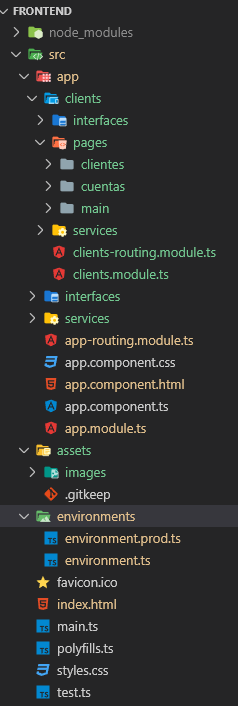 FRONTEND
node_modules
src
app
clients
interfaces
pages
clientes
cuentas
main
services
clients-routing.module.ts
clients.module.ts
interfaces
services
app-routing.module.ts
app.component.css
app.component.html
app.component.ts
app.module.ts
assets
images
.gitkeep
environments
environment.prod.ts
environment.ts
favicon.ico
index.html
main.ts
polyfills.ts
styles.css
test.ts